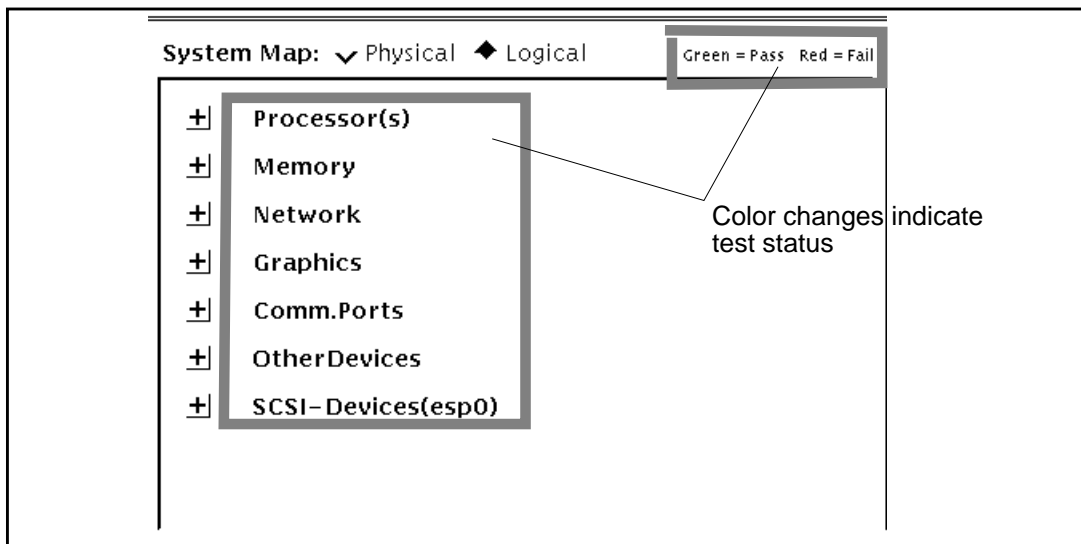 System Map: Physical Logical
Green = Pass Red = Fail
+ Processor(s)
+ Memory
+ Network
+ Graphics
+ Comm.Ports
+ OtherDevices
+ SCSI-Devices(esp0)
Color changes indicate
test status